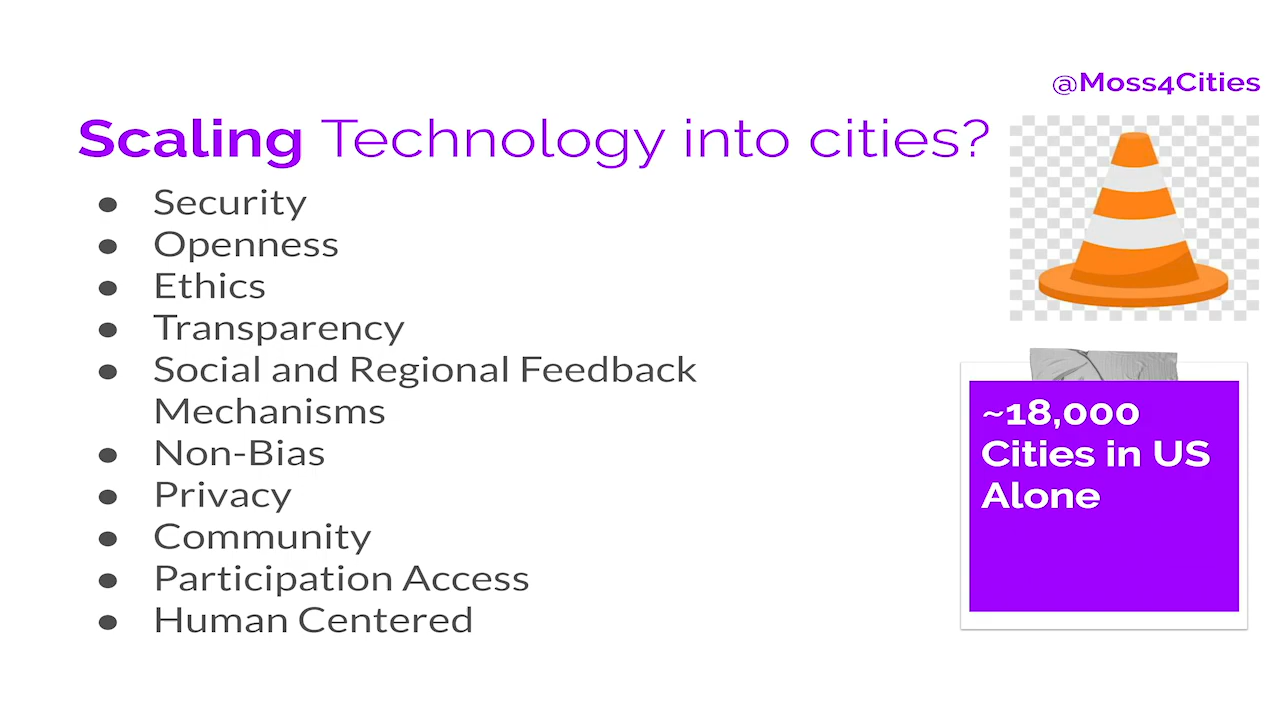 @Moss4Cities
Scaling Technology into cities?
● Security
● Openness
● Ethics
● Transparency
● Social and Regional Feedback
Mechanisms
● Non-Bias
● Privacy
● Community
● Participation Access
● Human Centered
~18,000
Cities in US
Alone